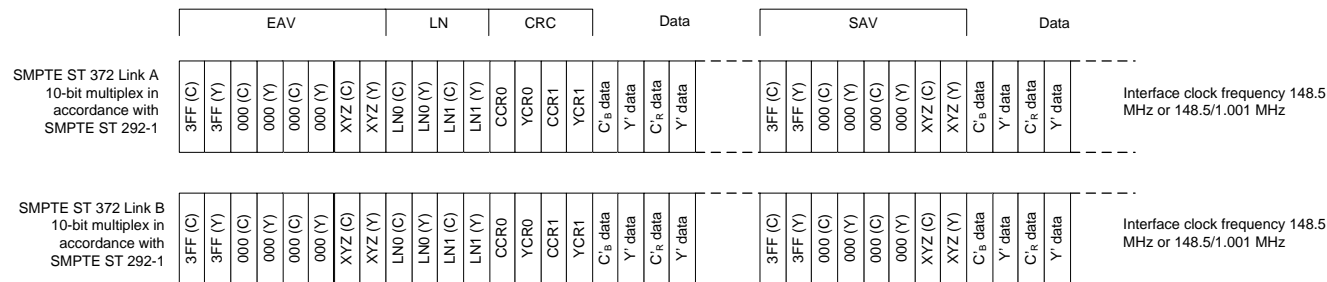 EAV LN CRC Data SAV Data
SMPTE ST 372 Link A
10-bit multiplex in
accordance with
SMPTE ST 292-1
3FF (C) 3FF (Y) 000 (C) 000 (Y) 000 (C) 000 (Y) XYZ (C) XYZ (Y) LN0 (C) LN0 (Y) LN1 (C) LN1 (Y) CCR0 YCR0 CCR1 YCR1 C'B data Y' data C'R data Y' data 3FF (C) 3FF (Y) 000 (C) 000 (Y) 000 (C) 000 (Y) XYZ (C) XYZ (Y) C'B data Y' data C'R data Y' data
Interface clock frequency 148.5
MHz or 148.5/1.001 MHz
SMPTE ST 372 Link B
10-bit multiplex in
accordance with
SMPTE ST 292-1
3FF (C) 3FF (Y) 000 (C) 000 (Y) 000 (C) 000 (Y) XYZ (C) XYZ (Y) LN0 (C) LN0 (Y) LN1 (C) LN1 (Y) CCR0 YCR0 CCR1 YCR1 C'B data Y' data C'R data Y' data 3FF (C) 3FF (Y) 000 (C) 000 (Y) 000 (C) 000 (Y) XYZ (C) XYZ (Y) C'B data Y' data C'R data Y' data
Interface clock frequency 148.5
MHz or 148.5/1.001 MHz